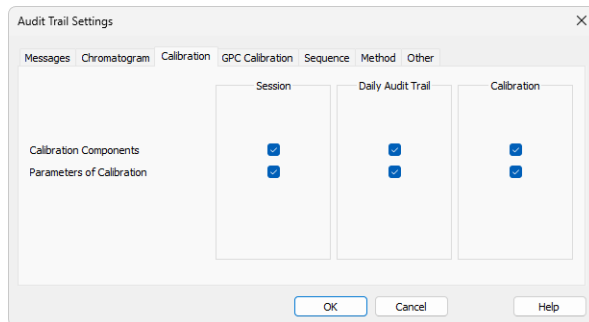 Audit Trail Settings
Messages Chromatogram Calibration GPC Calibration Sequence Method Other
Session Daily Audit Trail Calibration
Calibration Components
Parameters of Calibration
OK Cancel Help